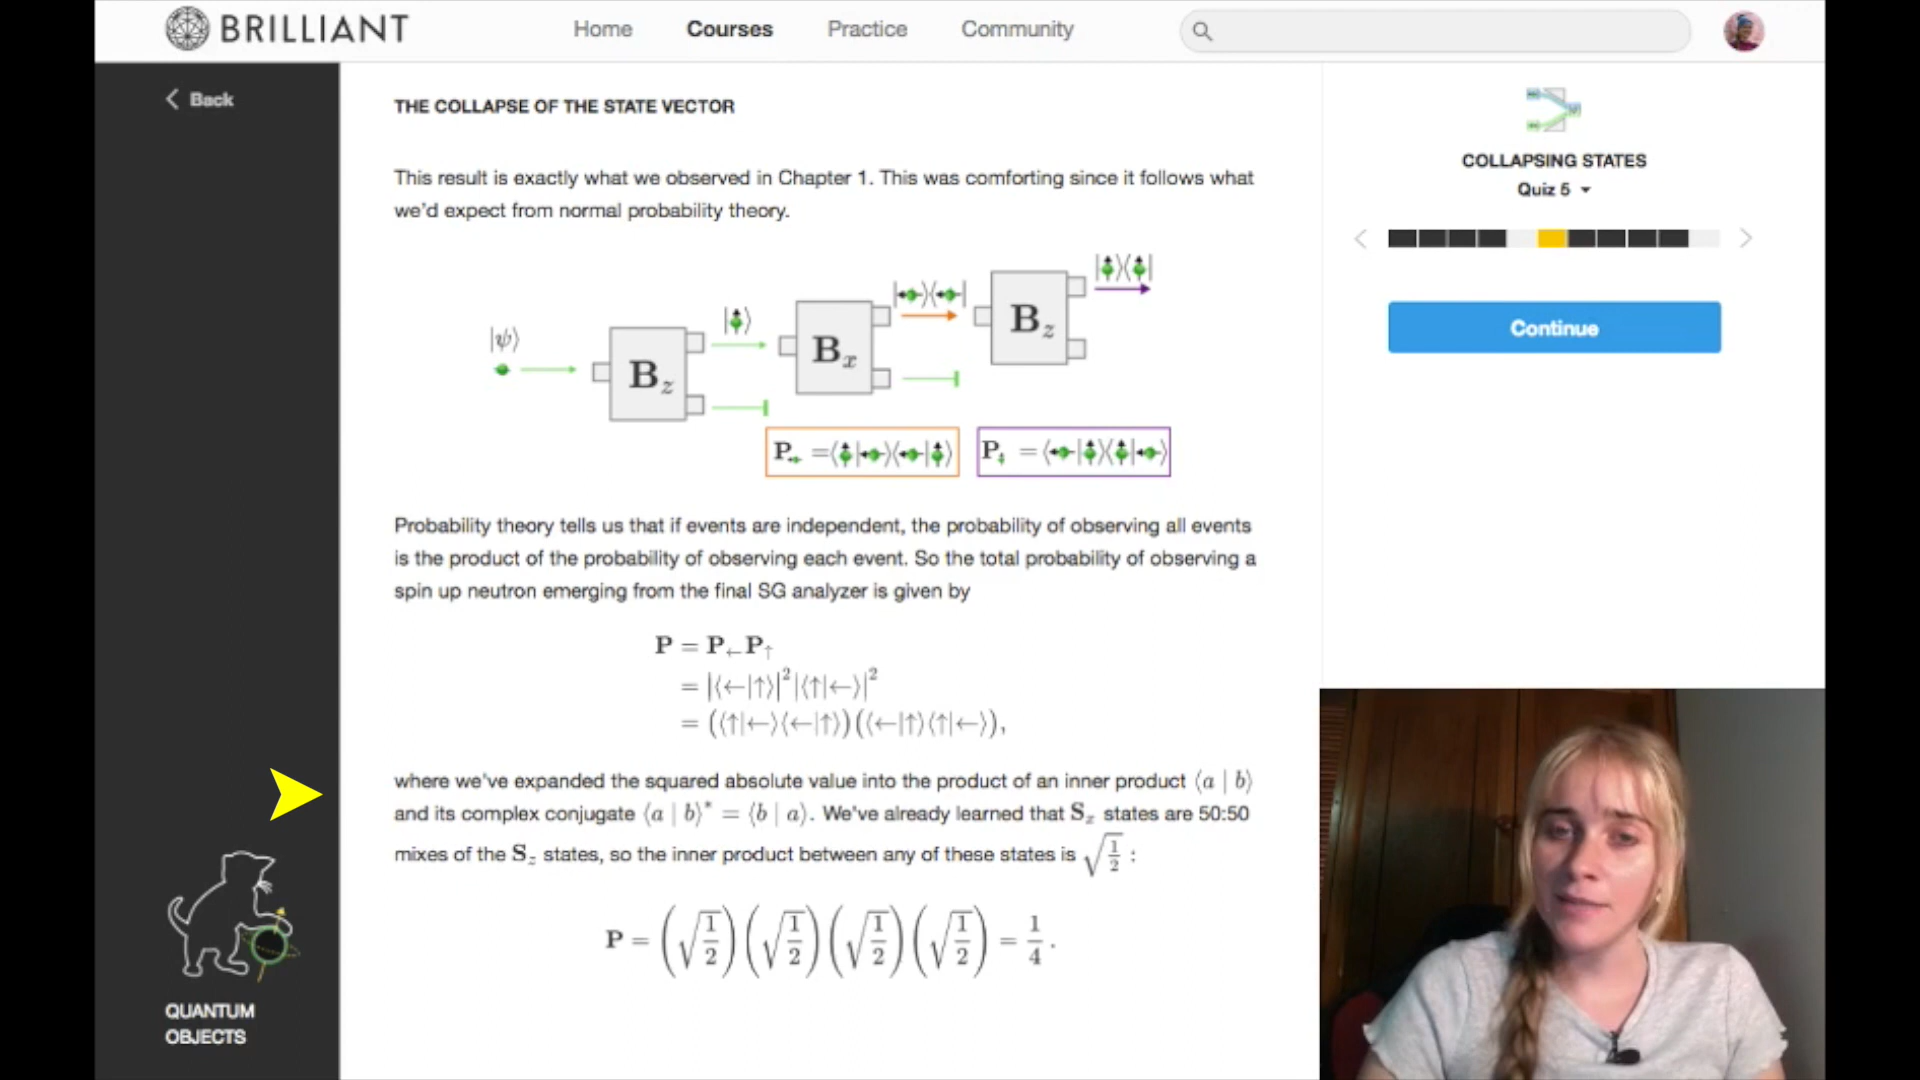 BRILLIANT
Home Courses Practice Community
Back
THE COLLAPSE OF THE STATE VECTOR
This result is exactly what we observed in Chapter 1. This was comforting since it follows what
we'd expect from normal probability theory.
|ψ⟩
B_z
B_x
B_z
P = ⟨ | ⟩⟨ | ⟩ P = ⟨ | ⟩⟨ | ⟩
Probability theory tells us that if events are independent, the probability of observing all events
is the product of the probability of observing each event. So the total probability of observing a
spin up neutron emerging from the final SG analyzer is given by
P = P←P↑
= |⟨←|↑⟩|² |⟨↑|←⟩|²
= (⟨↑|←⟩⟨←|↑⟩)(⟨←|↑⟩⟨↑|←⟩),
where we've expanded the squared absolute value into the product of an inner product ⟨a | b⟩
and its complex conjugate ⟨a | b⟩* = ⟨b | a⟩. We've already learned that S_x states are 50:50
mixes of the S_z states, so the inner product between any of these states is √(1/2) :
P = (√(1/2)) (√(1/2)) (√(1/2)) (√(1/2)) = 1/4 .
COLLAPSING STATES
Quiz 5
Continue
QUANTUM
OBJECTS